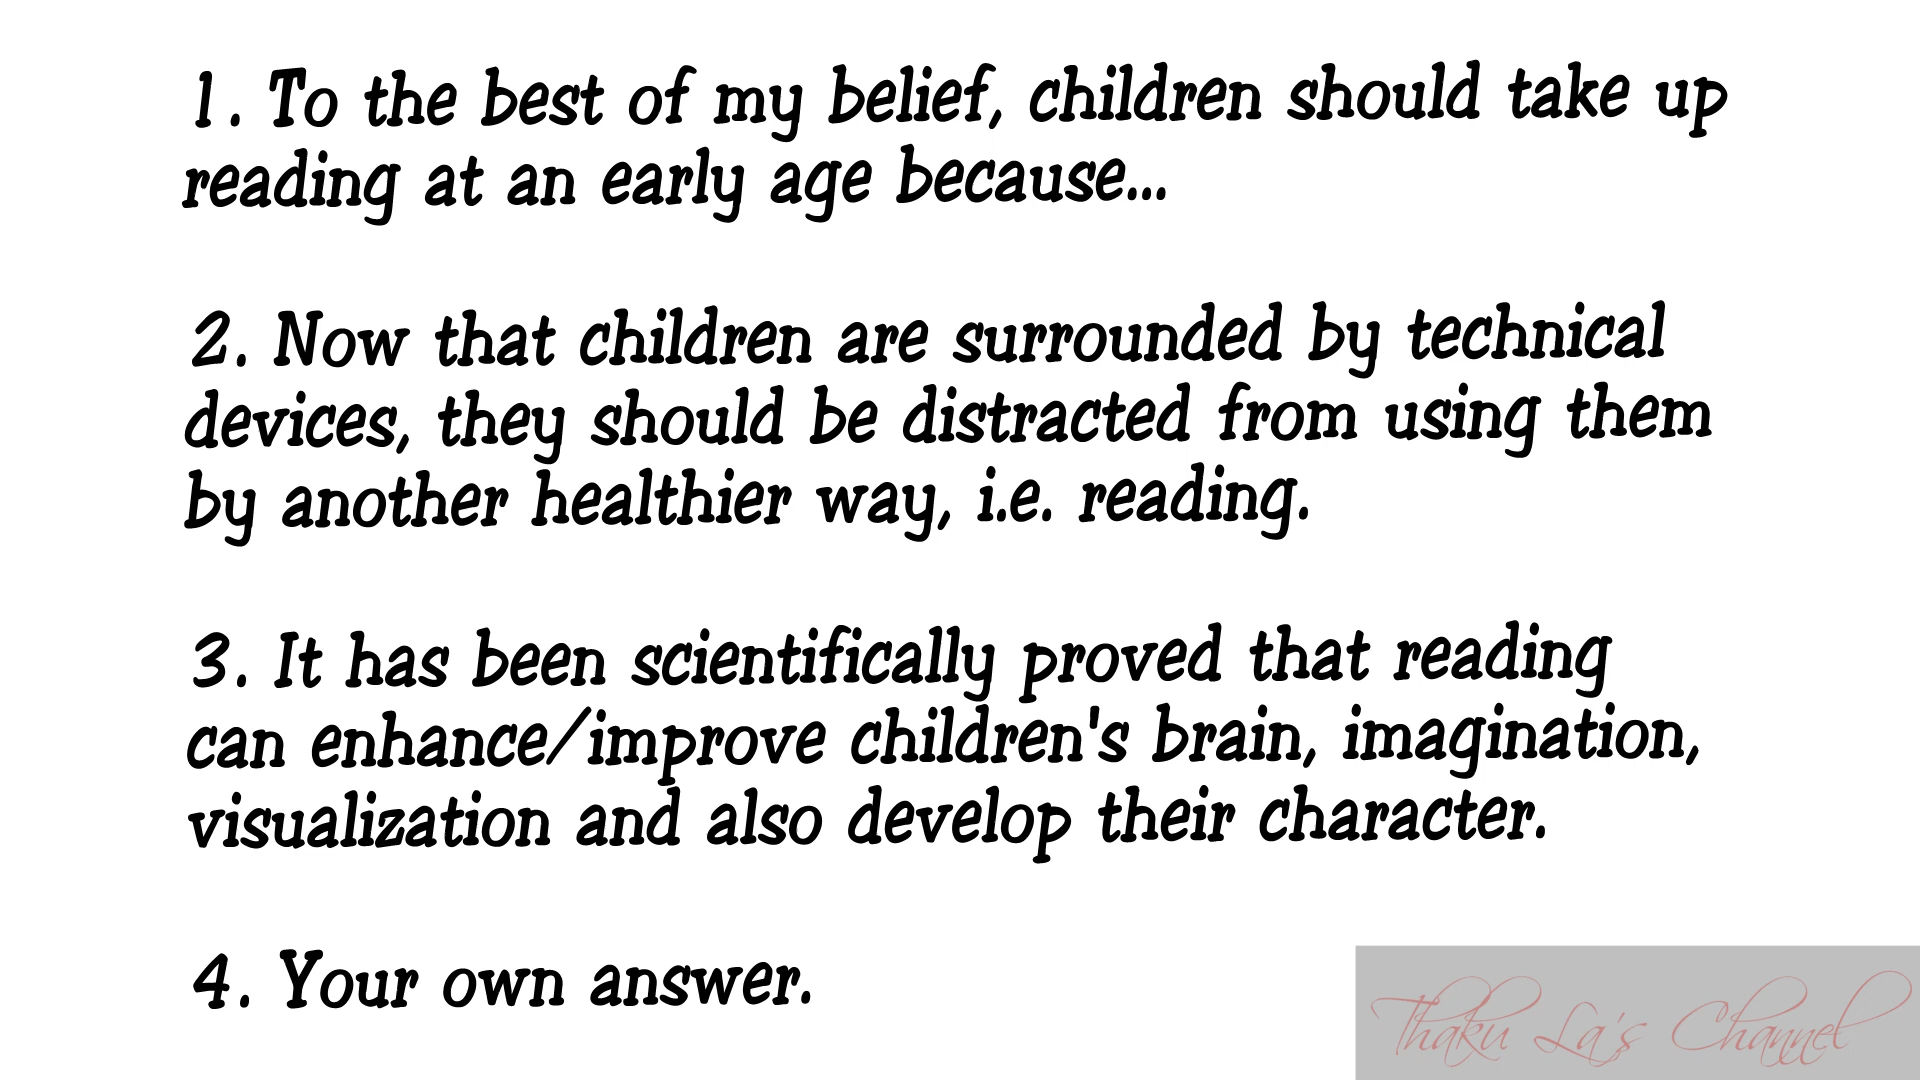 1. To the best of my belief, children should take up
reading at an early age because...
2. Now that children are surrounded by technical
devices, they should be distracted from using them
by another healthier way, i.e. reading.
3. It has been scientifically proved that reading
can enhance/improve children's brain, imagination,
visualization and also develop their character.
4. Your own answer.
Thaku La's Channel